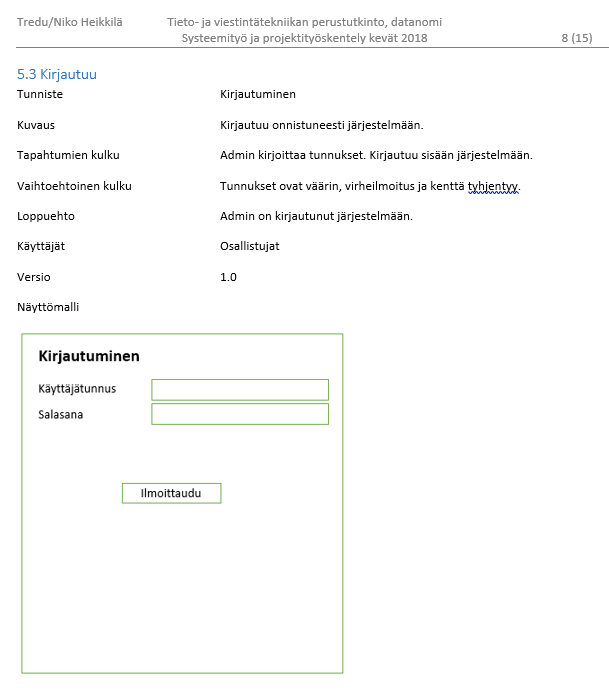 Tredu/Niko Heikkilä Tieto- ja viestintätekniikan perustutkinto, datanomi
Systeemityö ja projektityöskentely kevät 2018 8 (15)
5.3 Kirjautuu
Tunniste Kirjautuminen
Kuvaus Kirjautuu onnistuneesti järjestelmään.
Tapahtumien kulku Admin kirjoittaa tunnukset. Kirjautuu sisään järjestelmään.
Vaihtoehtoinen kulku Tunnukset ovat väärin, virheilmoitus ja kenttä tyhjentyy.
Loppuehto Admin on kirjautunut järjestelmään.
Käyttäjät Osallistujat
Versio 1.0
Näyttömalli
Kirjautuminen
Käyttäjätunnus
Salasana
Ilmoittaudu